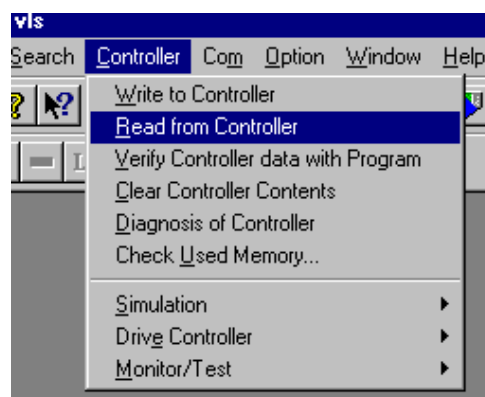 vls
Search Controller Com Option Window Help
Write to Controller
Read from Controller
Verify Controller data with Program
Clear Controller Contents
Diagnosis of Controller
Check Used Memory...
Simulation
Drive Controller
Monitor/Test